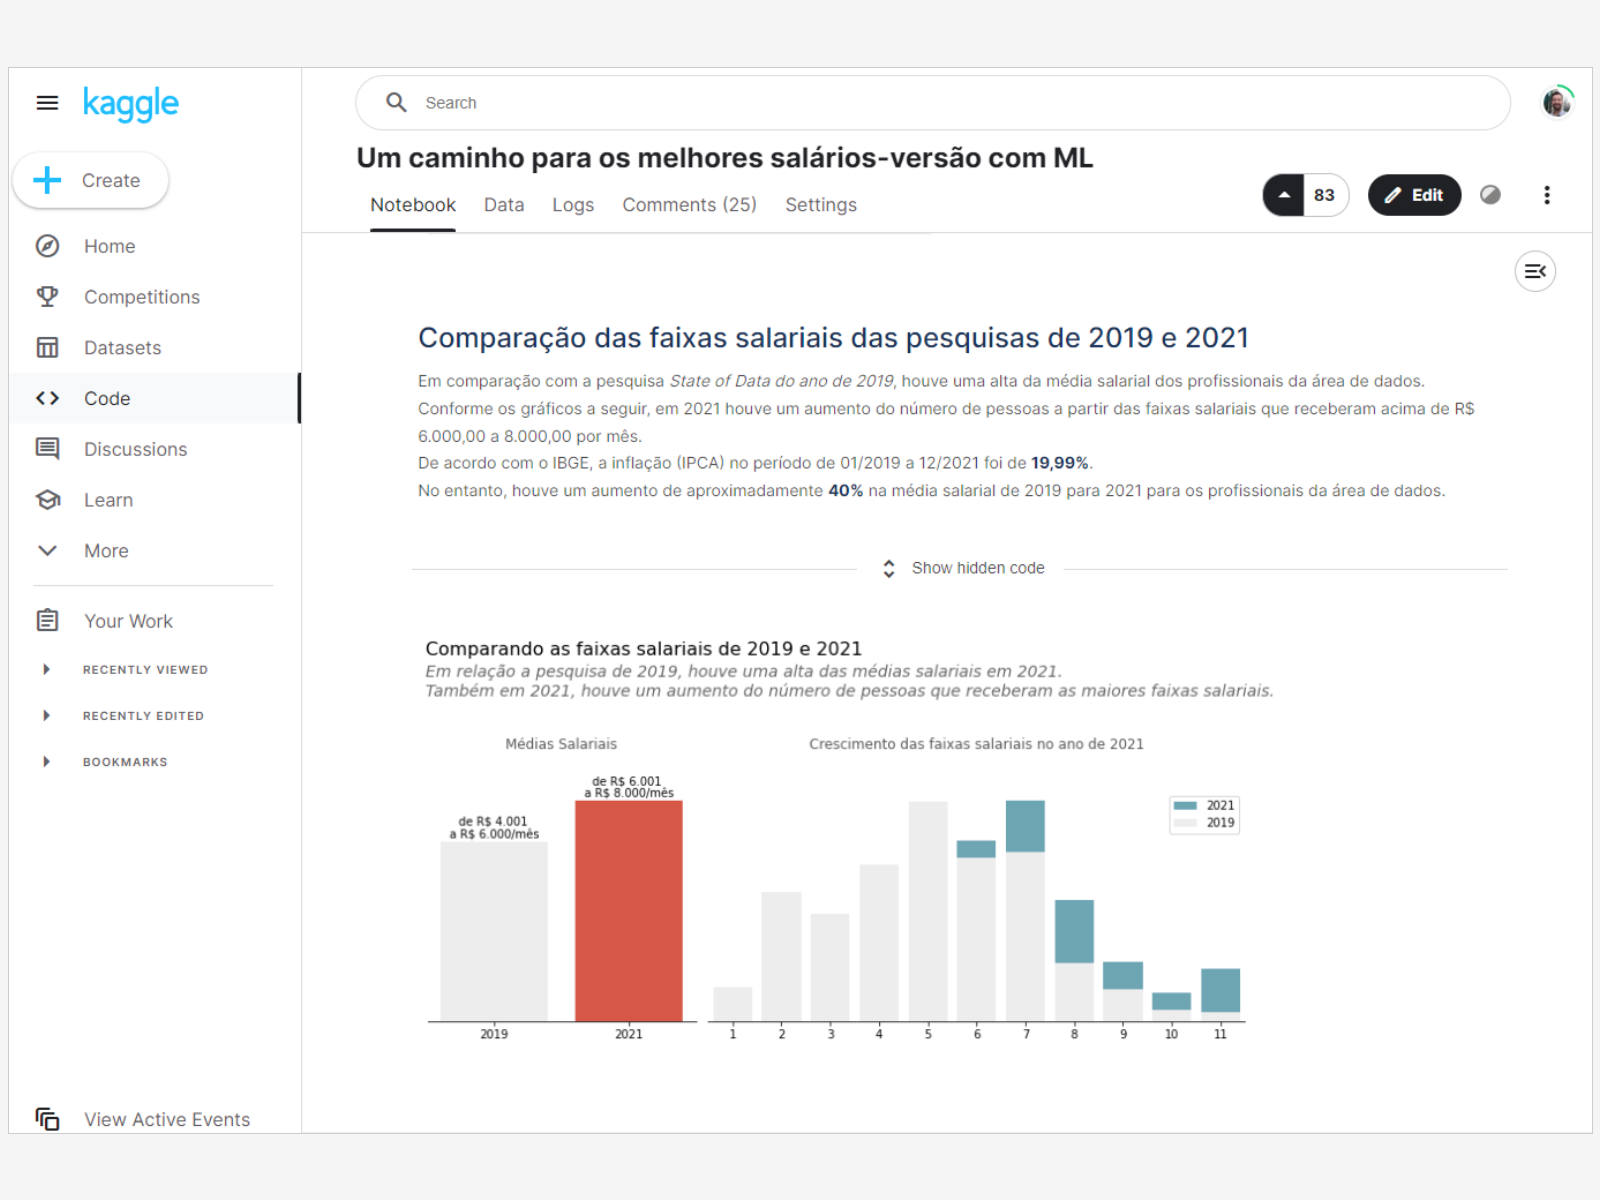 kaggle
Search
Create
Home
Competitions
Datasets
Code
Discussions
Learn
More
Your Work
RECENTLY VIEWED
RECENTLY EDITED
BOOKMARKS
View Active Events
Um caminho para os melhores salários-versão com ML
Notebook Data Logs Comments (25) Settings
83 Edit
Comparação das faixas salariais das pesquisas de 2019 e 2021
Em comparação com a pesquisa State of Data do ano de 2019, houve uma alta da média salarial dos profissionais da área de dados.
Conforme os gráficos a seguir, em 2021 houve um aumento do número de pessoas a partir das faixas salariais que receberam acima de R$
6.000,00 a 8.000,00 por mês.
De acordo com o IBGE, a inflação (IPCA) no período de 01/2019 a 12/2021 foi de 19,99%.
No entanto, houve um aumento de aproximadamente 40% na média salarial de 2019 para 2021 para os profissionais da área de dados.
Show hidden code
Comparando as faixas salariais de 2019 e 2021
Em relação a pesquisa de 2019, houve uma alta das médias salariais em 2021.
Também em 2021, houve um aumento do número de pessoas que receberam as maiores faixas salariais.
Médias Salariais
de R$ 4.001
a R$ 6.000/mês
de R$ 6.001
a R$ 8.000/mês
2019 2021
Crescimento das faixas salariais no ano de 2021
2021
2019
1 2 3 4 5 6 7 8 9 10 11